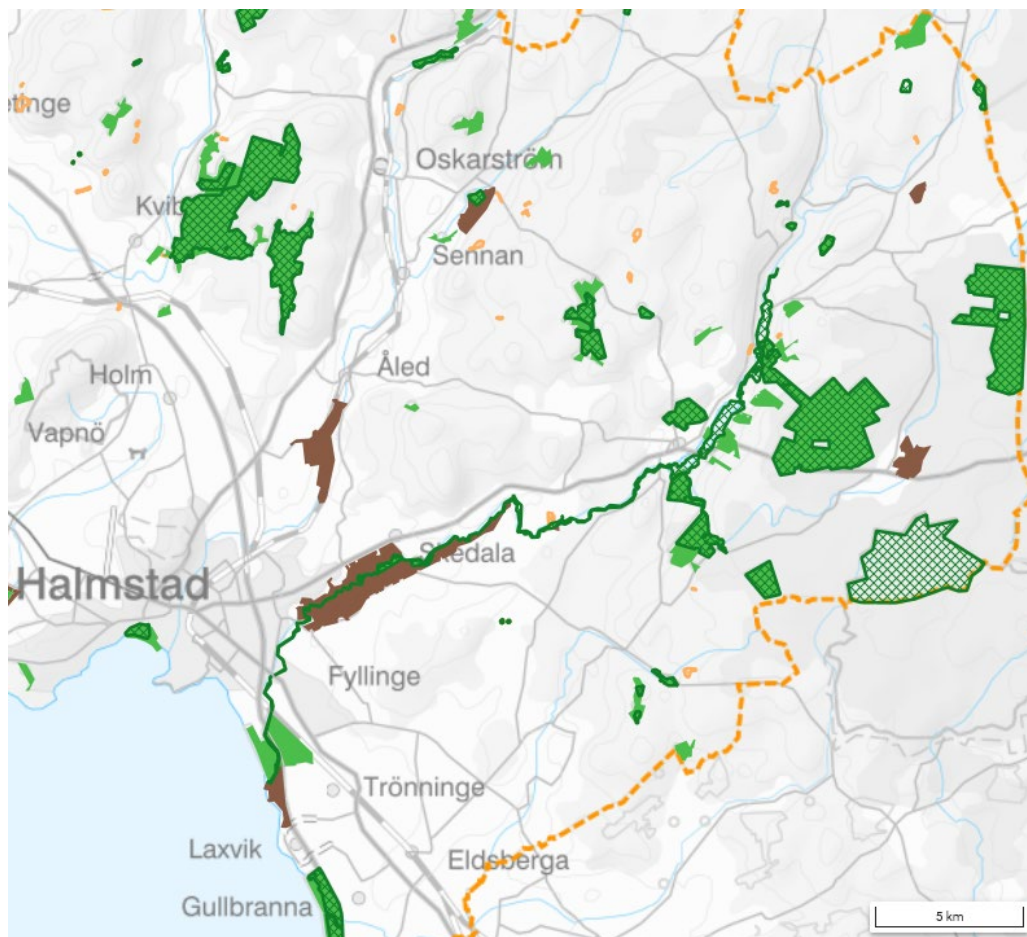 Oskarström
Sennan
Åled
Holm
Vapnö
Halmstad
Fyllinge
Trönninge
Laxvik
Eldsberga
Gullbranna
5 km